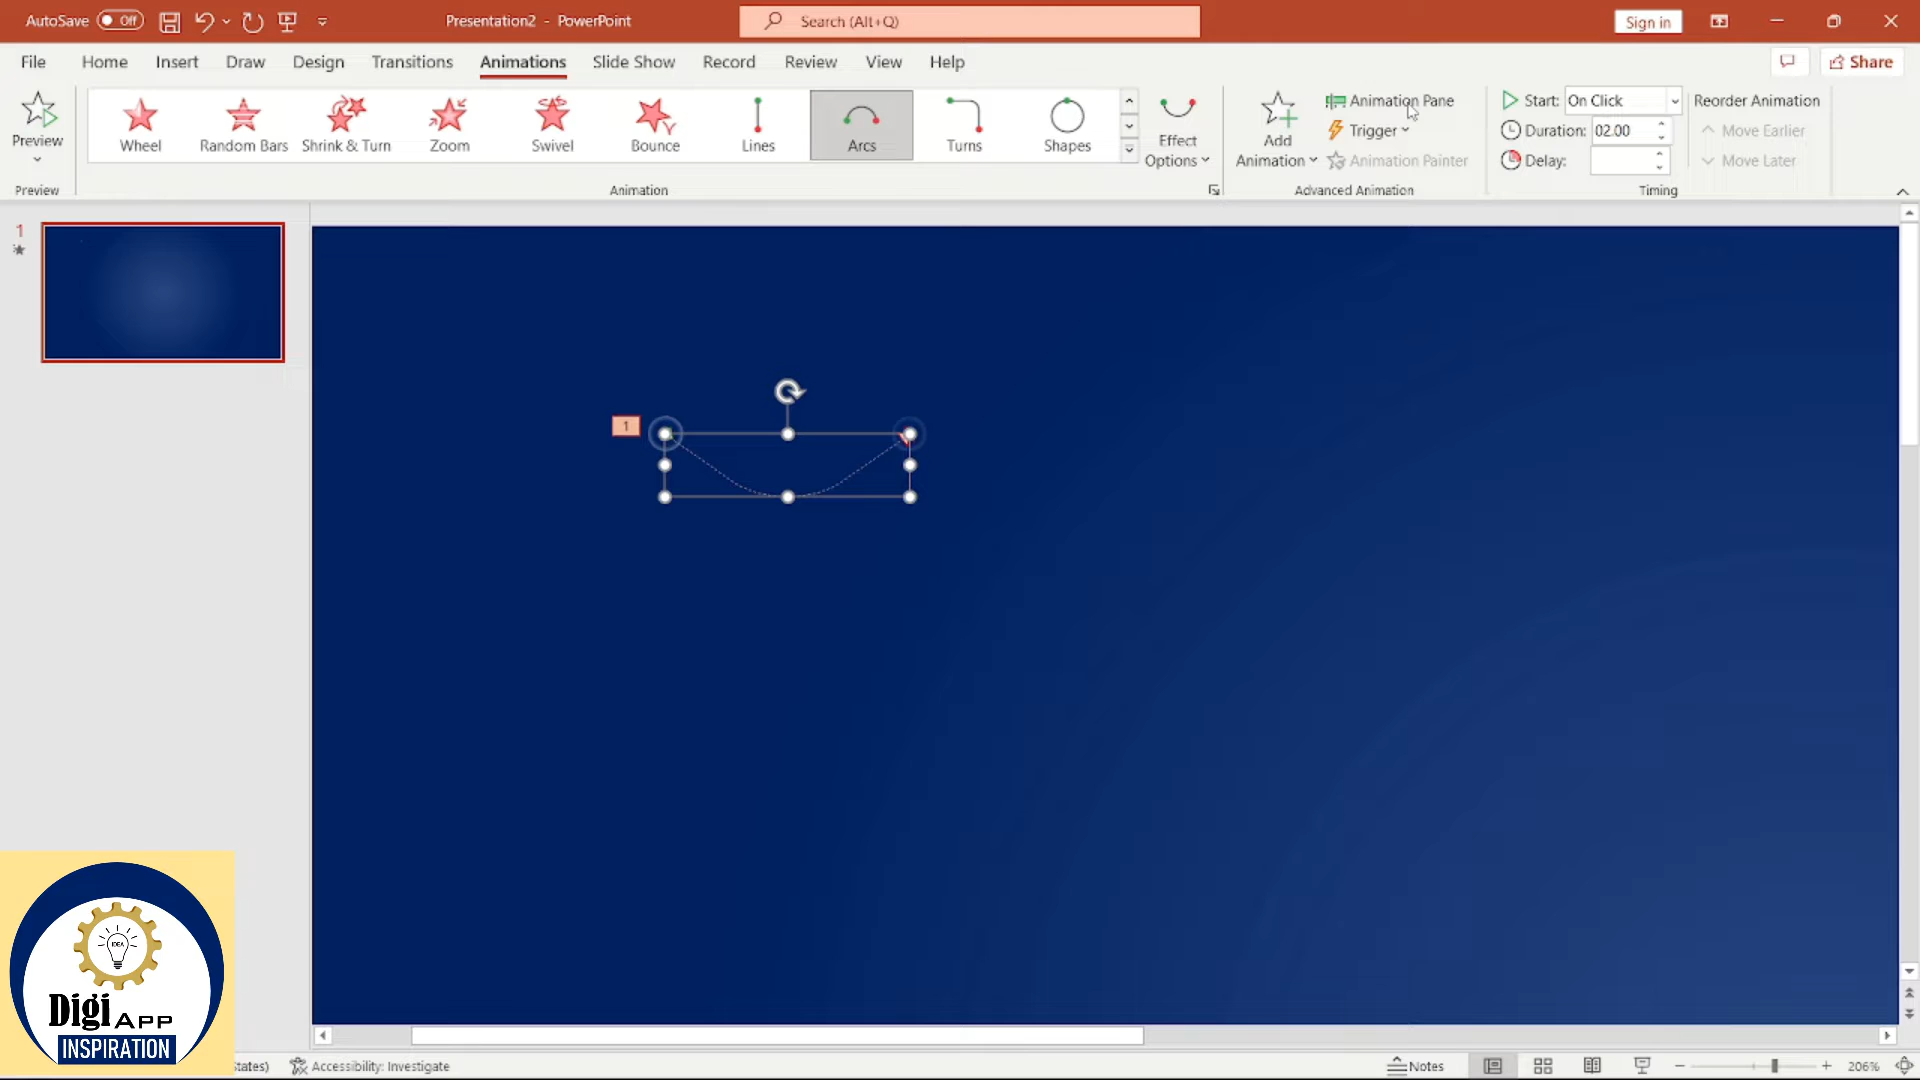 AutoSave Off Presentation2 - PowerPoint Search (Alt+Q) Sign in
File Home Insert Draw Design Transitions Animations Slide Show Record Review View Help Share
Preview
Wheel Random Bars Shrink & Turn Zoom Swivel Bounce Lines Arcs Turns Shapes
Effect Options
Add Animation
Animation Pane
Trigger
Animation Painter
Start: On Click
Duration: 02.00
Delay:
Reorder Animation
Move Earlier
Move Later
Preview Animation Advanced Animation Timing
1
1
IDEA
Digi APP
INSPIRATION
tates) Accessibility: Investigate Notes 206%